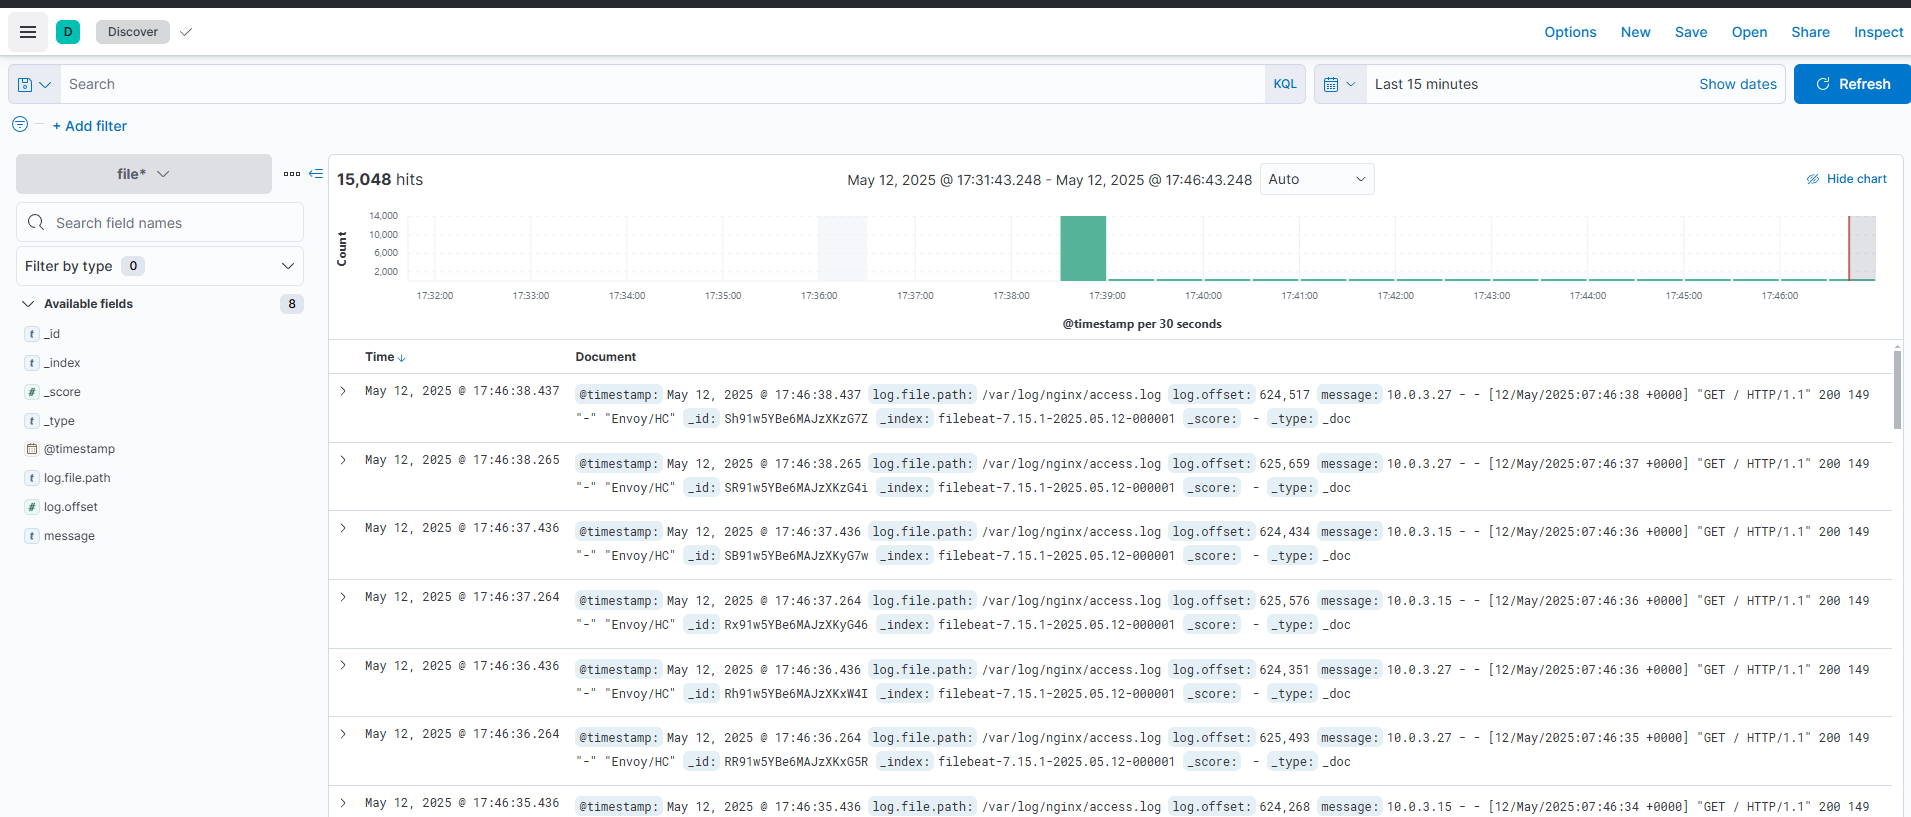 D Discover Options New Save Open Share Inspect
Search KQL Last 15 minutes Show dates Refresh
+ Add filter
file*
Search field names
Filter by type 0
Available fields 8
t _id
t _index
# _score
t _type
@timestamp
t log.file.path
# log.offset
t message
15,048 hits May 12, 2025 @ 17:31:43.248 - May 12, 2025 @ 17:46:43.248 Auto Hide chart
Count
14,000
10,000
6,000
2,000
17:32:00 17:33:00 17:34:00 17:35:00 17:36:00 17:37:00 17:38:00 17:39:00 17:40:00 17:41:00 17:42:00 17:43:00 17:44:00 17:45:00 17:46:00
@timestamp per 30 seconds
Time Document
May 12, 2025 @ 17:46:38.437 @timestamp: May 12, 2025 @ 17:46:38.437 log.file.path: /var/log/nginx/access.log log.offset: 624,517 message: 10.0.3.27 - - [12/May/2025:07:46:38 +0000] "GET / HTTP/1.1" 200 149
"-" "Envoy/HC" _id: Sh91w5YBe6MAJzXKzG7Z _index: filebeat-7.15.1-2025.05.12-000001 _score: - _type: _doc
May 12, 2025 @ 17:46:38.265 @timestamp: May 12, 2025 @ 17:46:38.265 log.file.path: /var/log/nginx/access.log log.offset: 625,659 message: 10.0.3.27 - - [12/May/2025:07:46:37 +0000] "GET / HTTP/1.1" 200 149
"-" "Envoy/HC" _id: SR91w5YBe6MAJzXKzG4i _index: filebeat-7.15.1-2025.05.12-000001 _score: - _type: _doc
May 12, 2025 @ 17:46:37.436 @timestamp: May 12, 2025 @ 17:46:37.436 log.file.path: /var/log/nginx/access.log log.offset: 624,434 message: 10.0.3.15 - - [12/May/2025:07:46:36 +0000] "GET / HTTP/1.1" 200 149
"-" "Envoy/HC" _id: SB91w5YBe6MAJzXKyG7w _index: filebeat-7.15.1-2025.05.12-000001 _score: - _type: _doc
May 12, 2025 @ 17:46:37.264 @timestamp: May 12, 2025 @ 17:46:37.264 log.file.path: /var/log/nginx/access.log log.offset: 625,576 message: 10.0.3.15 - - [12/May/2025:07:46:36 +0000] "GET / HTTP/1.1" 200 149
"-" "Envoy/HC" _id: Rx91w5YBe6MAJzXKyG46 _index: filebeat-7.15.1-2025.05.12-000001 _score: - _type: _doc
May 12, 2025 @ 17:46:36.436 @timestamp: May 12, 2025 @ 17:46:36.436 log.file.path: /var/log/nginx/access.log log.offset: 624,351 message: 10.0.3.27 - - [12/May/2025:07:46:36 +0000] "GET / HTTP/1.1" 200 149
"-" "Envoy/HC" _id: Rh91w5YBe6MAJzXKxW4I _index: filebeat-7.15.1-2025.05.12-000001 _score: - _type: _doc
May 12, 2025 @ 17:46:36.264 @timestamp: May 12, 2025 @ 17:46:36.264 log.file.path: /var/log/nginx/access.log log.offset: 625,493 message: 10.0.3.27 - - [12/May/2025:07:46:35 +0000] "GET / HTTP/1.1" 200 149
"-" "Envoy/HC" _id: RR91w5YBe6MAJzXKxG5R _index: filebeat-7.15.1-2025.05.12-000001 _score: - _type: _doc
May 12, 2025 @ 17:46:35.436 @timestamp: May 12, 2025 @ 17:46:35.436 log.file.path: /var/log/nginx/access.log log.offset: 624,268 message: 10.0.3.15 - - [12/May/2025:07:46:34 +0000] "GET / HTTP/1.1" 200 149